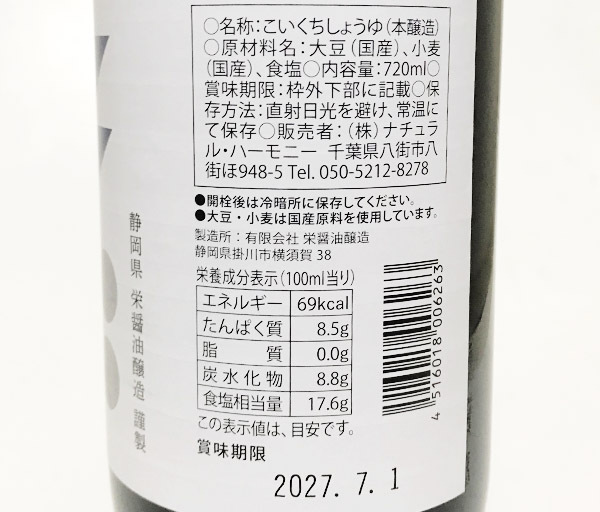 ○名称:こいくちしょうゆ(本醸造)
○原材料名:大豆(国産)、小麦
(国産)、食塩○内容量:720ml○
賞味期限:枠外下部に記載○保
存方法:直射日光を避け、常温に
て保存○販売者:(株)ナチュラ
ル・ハーモニー 千葉県八街市八
街ほ948-5 Tel. 050-5212-8278
●開栓後は冷暗所に保存してください。
●大豆・小麦は国産原料を使用しています。
製造所:有限会社 栄醤油醸造
静岡県掛川市横須賀 38
栄養成分表示(100ml当り)
エネルギー 69kcal
たんぱく質 8.5g
脂質 0.0g
炭水化物 8.8g
食塩相当量 17.6g
この表示値は、目安です。
賞味期限
2027. 7. 1
4 516018 006263
静岡県 栄醤油醸造 謹製